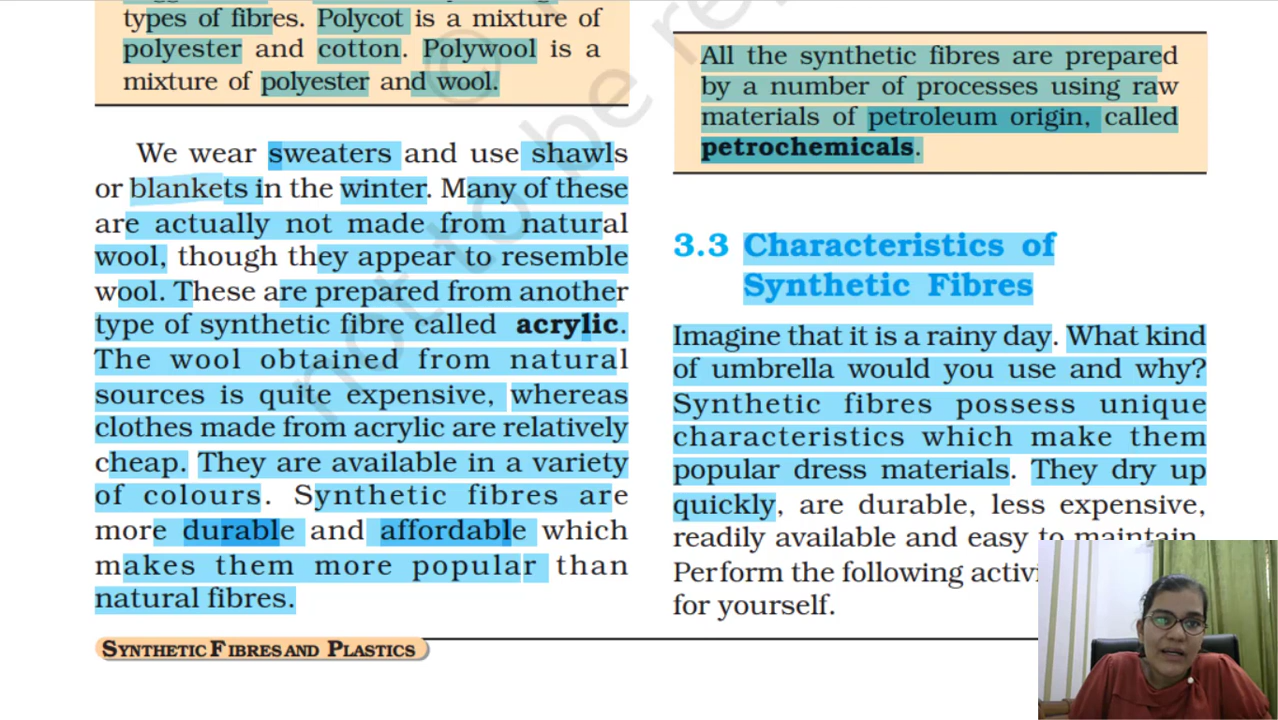 types of fibres. Polycot is a mixture of
polyester and cotton. Polywool is a
mixture of polyester and wool.
We wear sweaters and use shawls
or blankets in the winter. Many of these
are actually not made from natural
wool, though they appear to resemble
wool. These are prepared from another
type of synthetic fibre called acrylic.
The wool obtained from natural
sources is quite expensive, whereas
clothes made from acrylic are relatively
cheap. They are available in a variety
of colours. Synthetic fibres are
more durable and affordable which
makes them more popular than
natural fibres.
SYNTHETIC FIBRES AND PLASTICS
All the synthetic fibres are prepared
by a number of processes using raw
materials of petroleum origin, called
petrochemicals.
3.3 Characteristics of
Synthetic Fibres
Imagine that it is a rainy day. What kind
of umbrella would you use and why?
Synthetic fibres possess unique
characteristics which make them
popular dress materials. They dry up
quickly, are durable, less expensive,
readily available and easy to maintain.
Perform the following
for yourself.
© not to be re